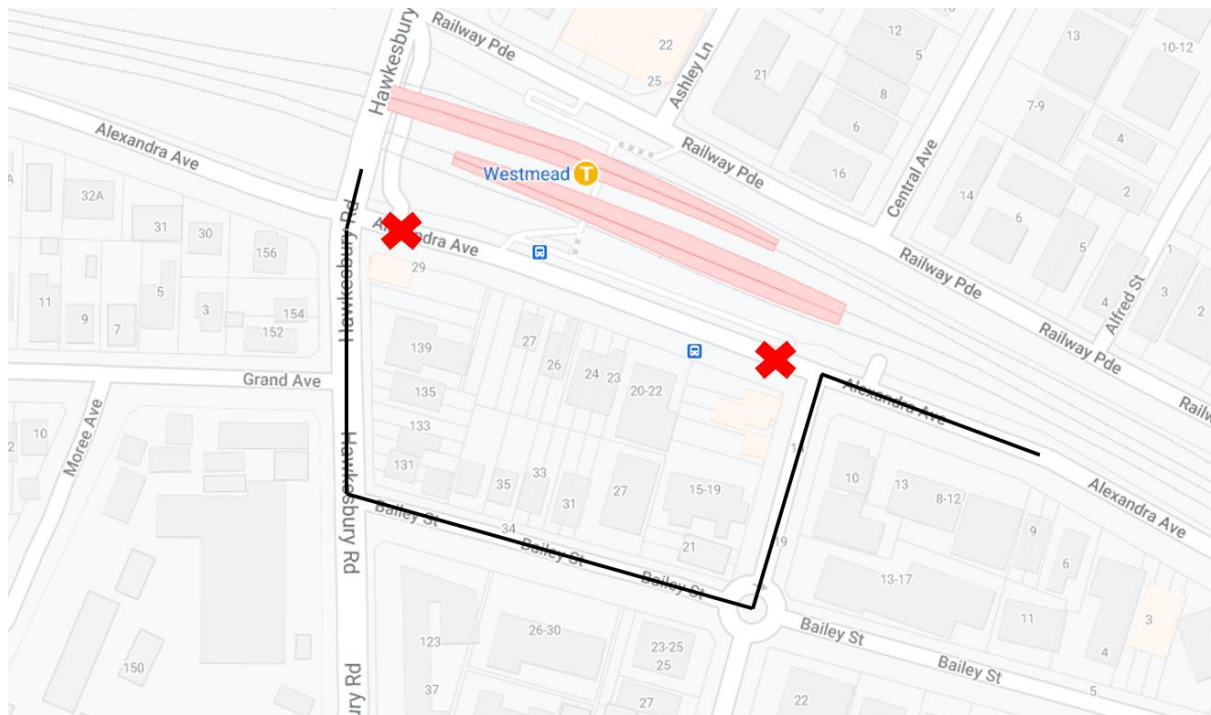 Hawkesbury
Railway Pde
22
25
Ashley Ln
21
12
5
8
6
16
Railway Pde
13
10-12
7-9
4
2
Central Ave
14
6
5
4
Alfred St
1
3
2
Alexandra Ave
Westmead
T
32A
31
30
156
Hawkesbury Rd
Alexandra Ave
29
Railway Pde
Railway Pde
11
9
7
5
3
154
152
Hawkesbury Rd
139
27
26
24
23
20-22
Grand Ave
135
Alexandra Ave
10
Moree Ave
133
131
35
33
31
27
15-19
10
13
8-12
9
6
Alexandra Ave
Hawkesbury Rd
Bailey St
34
Bailey St
21
19
Bailey St
13-17
11
3
4
Bailey St
Bailey St
5
123
26-30
23-25
25
150
37
27
22